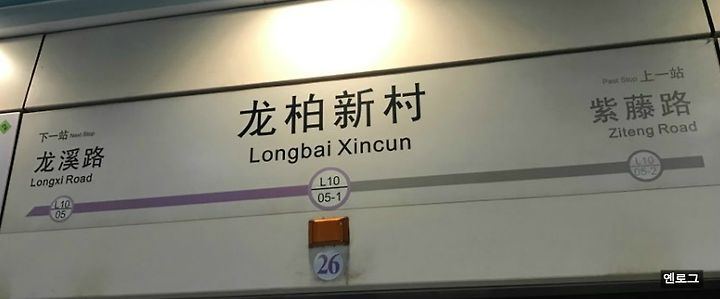 下一站 Next Stop
龙溪路
Longxi Road
L10
05
龙柏新村
Longbai Xincun
L10
05-1
26
Past Stop 上一站
紫藤路
Ziteng Road
L10
05-2
옌로그